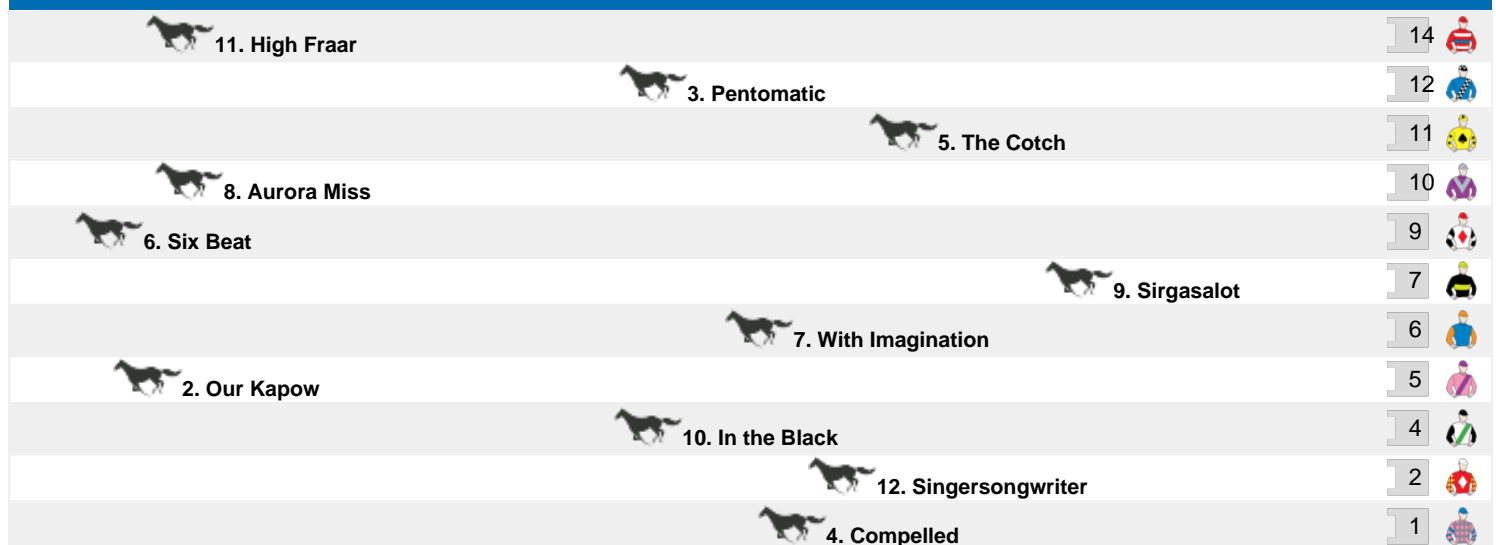 11. High Fraar 14
3. Pentomatic 12
5. The Cotch 11
8. Aurora Miss 10
6. Six Beat 9
9. Sirgasalot 7
7. With Imagination 6
2. Our Kapow 5
10. In the Black 4
12. Singersongwriter 2
4. Compelled 1